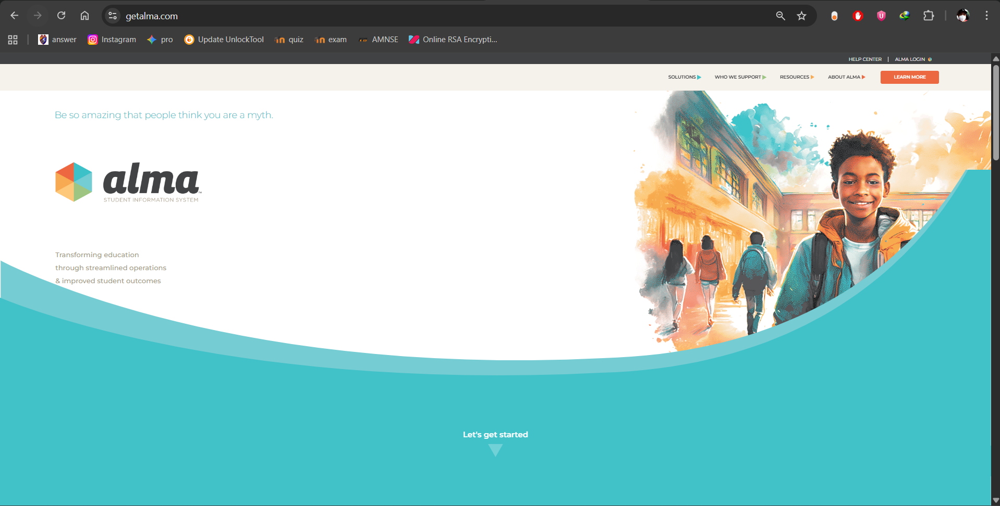 getalma.com
answer
Instagram
pro
Update UnlockTool
quiz
exam
AMNSE
Online RSA Encrypti...
HELP CENTER | ALMA LOGIN
SOLUTIONS WHO WE SUPPORT RESOURCES ABOUT ALMA LEARN MORE
Be so amazing that people think you are a myth.
alma™
STUDENT INFORMATION SYSTEM
Transforming education
through streamlined operations
& improved student outcomes
Let's get started